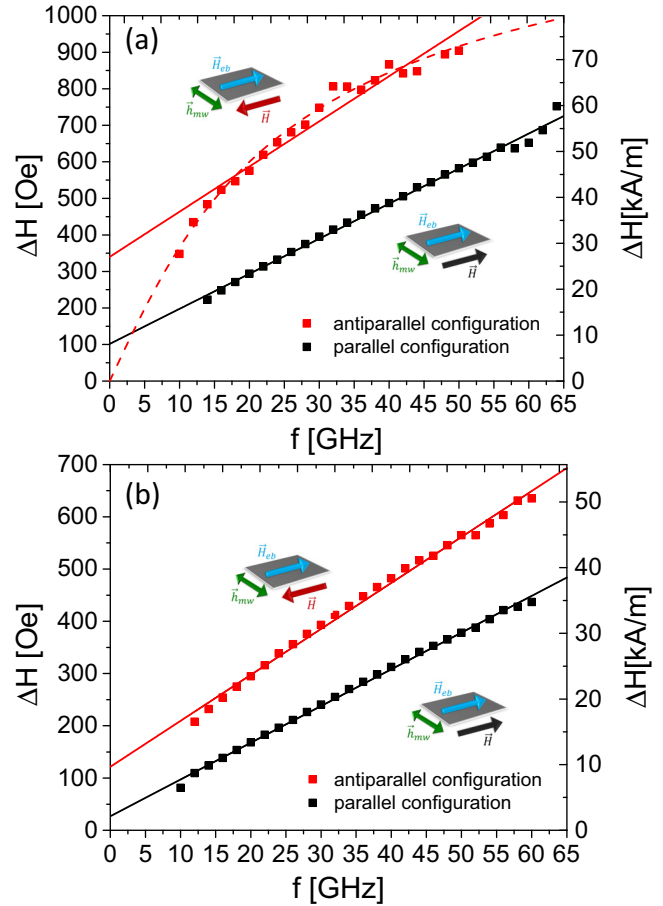 (a)
ΔH [Oe]
1000
900
800
700
600
500
400
300
200
100
0
80
60
40
20
0
ΔH[kA/m]
H⃗eb
h⃗mw
H⃗
H⃗eb
h⃗mw
H⃗
antiparallel configuration
parallel configuration
0 5 10 15 20 25 30 35 40 45 50 55 60 65
f [GHz]
(b)
ΔH [Oe]
700
600
500
400
300
200
100
0
50
40
30
20
10
0
ΔH[kA/m]
H⃗eb
h⃗mw
H⃗
H⃗eb
h⃗mw
H⃗
antiparallel configuration
parallel configuration
0 5 10 15 20 25 30 35 40 45 50 55 60 65
f [GHz]